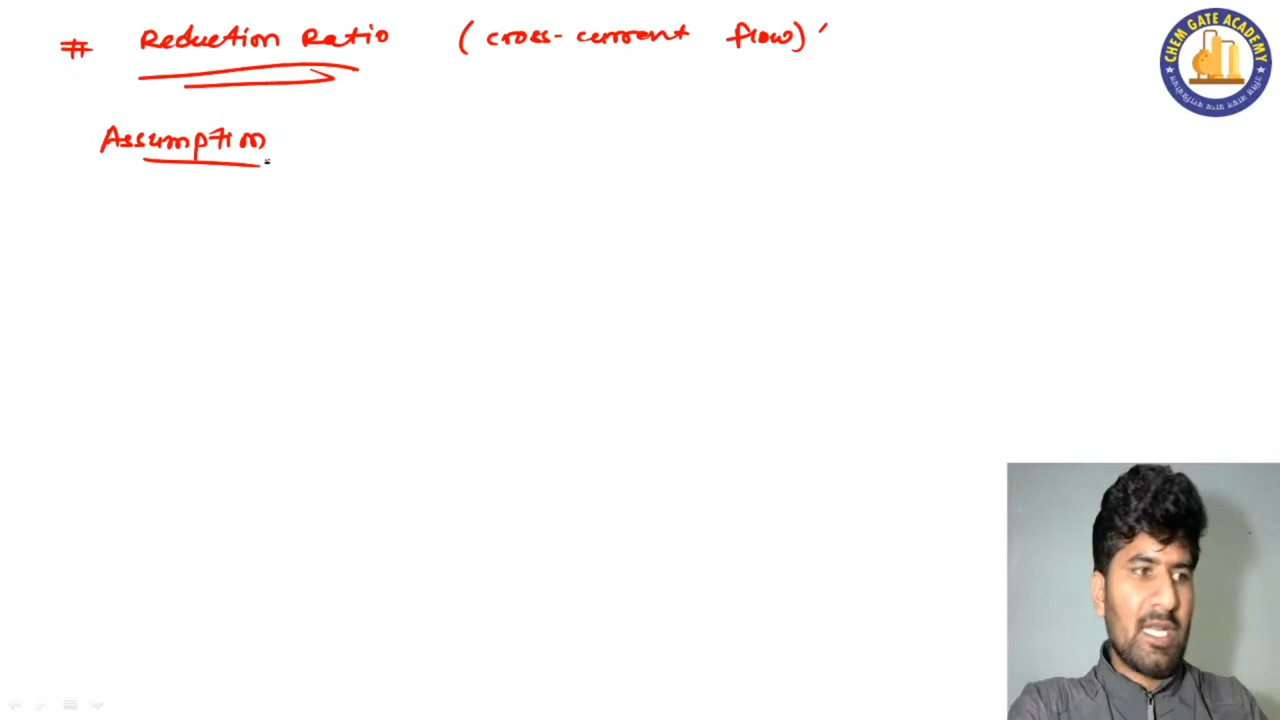 # Reduction Ratio (cross-current flow)'
CHEM GATE ACADEMY
Assumption